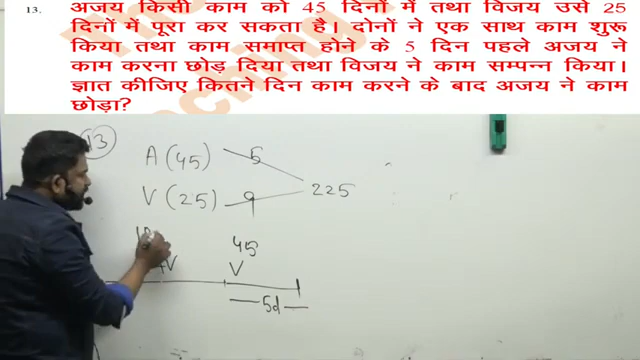 13. अजय किसी काम को 45 दिनों में तथा विजय उसे 25
दिनों में पूरा कर सकता है। दोनों ने एक साथ काम शुरू
किया तथा काम समाप्त होने के 5 दिन पहले अजय ने
काम करना छोड़ दिया तथा विजय ने काम सम्पन्न किया।
ज्ञात कीजिए कितने दिन काम करने के बाद अजय ने काम
छोड़ा?
13
A (45) 5
225
V (25) 9
45
V V
5d